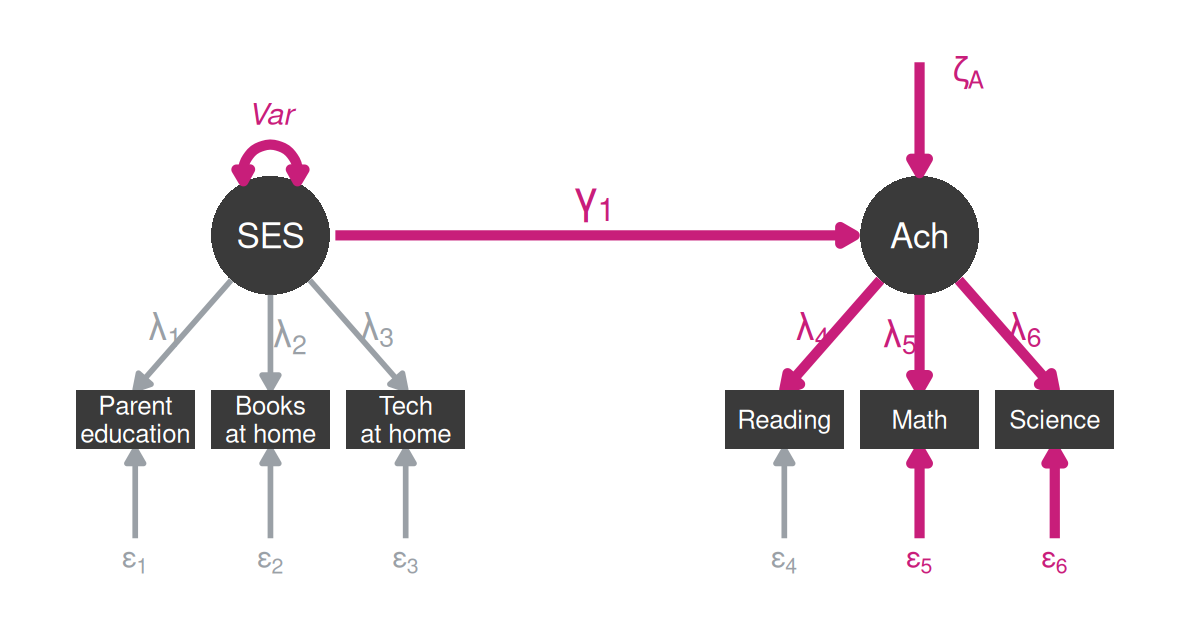 ζA
Var
SES
γ1
Ach
λ1
λ2
λ3
λ4
λ5
λ6
Parent
education
Books
at home
Tech
at home
Reading
Math
Science
ε1
ε2
ε3
ε4
ε5
ε6